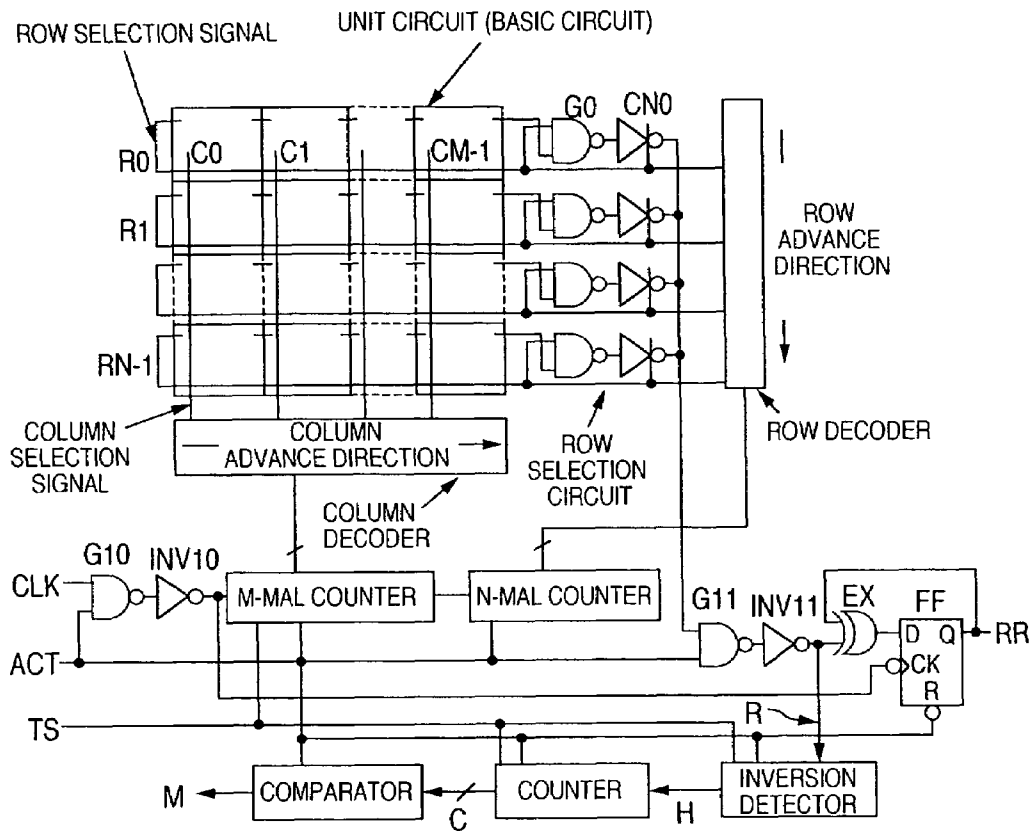 ROW SELECTION SIGNAL
UNIT CIRCUIT (BASIC CIRCUIT)
G0
CN0
R0
C0
C1
CM-1
R1
ROW
ADVANCE
DIRECTION
RN-1
COLUMN
SELECTION
SIGNAL
COLUMN
ADVANCE DIRECTION
COLUMN
DECODER
ROW
SELECTION
CIRCUIT
ROW DECODER
G10
INV10
CLK
M-MAL COUNTER
N-MAL COUNTER
G11
INV11
EX
FF
D
Q
RR
CK
R
ACT
TS
R
M
COMPARATOR
C
COUNTER
H
INVERSION
DETECTOR